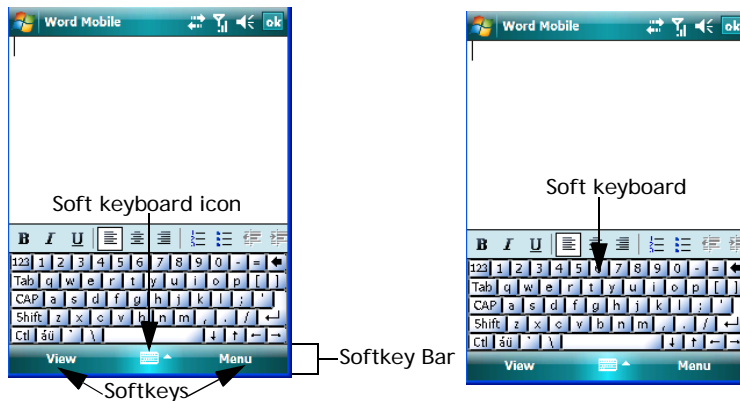 Word Mobile ok
Soft keyboard icon
B I U
123 1 2 3 4 5 6 7 8 9 0 - =
Tab q w e r t y u i o p [ ]
CAP a s d f g h j k l ; '
Shift z x c v b n m , . /
Ctl áü ` \
View Menu
Softkey Bar
Softkeys
Word Mobile ok
Soft keyboard
B I U
123 1 2 3 4 5 6 7 8 9 0 - =
Tab q w e r t y u i o p [ ]
CAP a s d f g h j k l ; '
Shift z x c v b n m , . /
Ctl áü ` \
View Menu